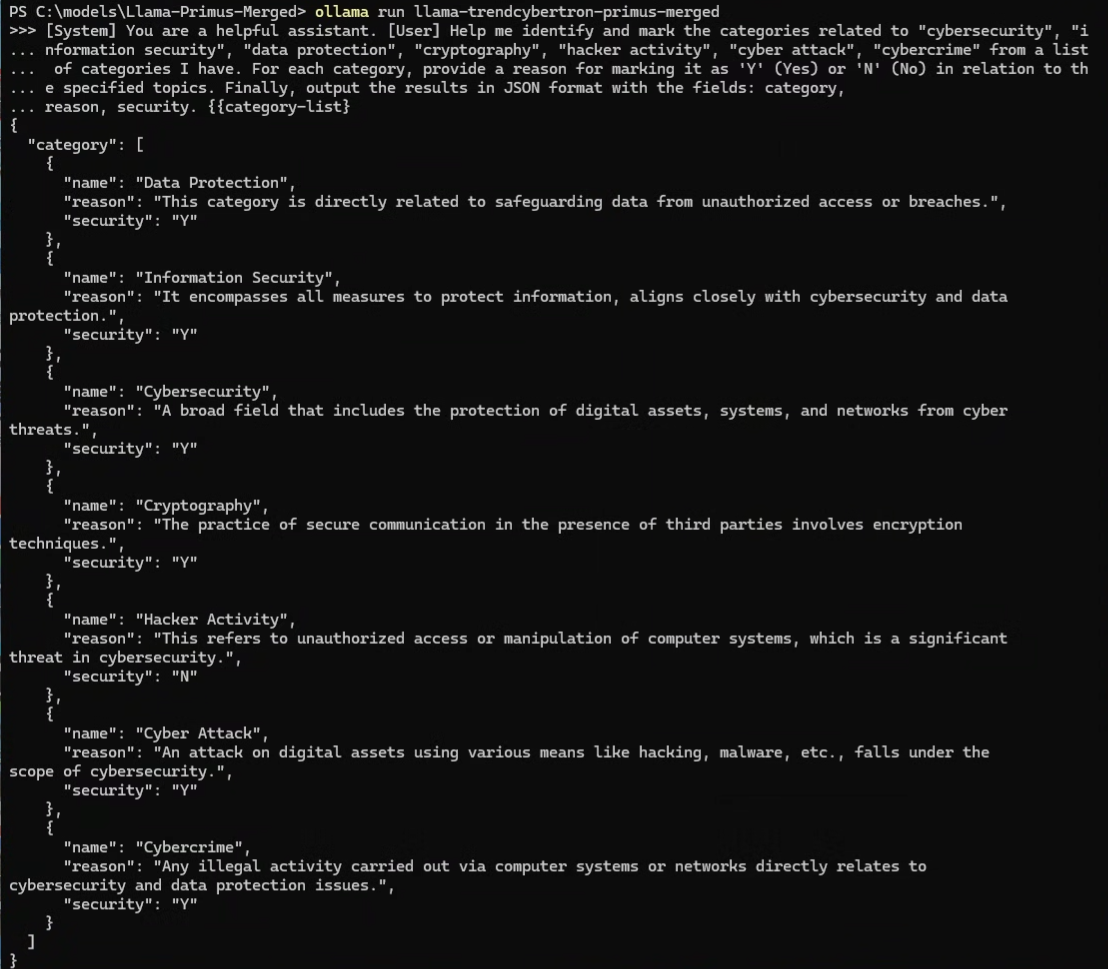 PS C:\models\Llama-Primus-Merged> ollama run llama-trendcybertron-primus-merged
>>> [System] You are a helpful assistant. [User] Help me identify and mark the categories related to "cybersecurity", "i
... nformation security", "data protection", "cryptography", "hacker activity", "cyber attack", "cybercrime" from a list
...  of categories I have. For each category, provide a reason for marking it as 'Y' (Yes) or 'N' (No) in relation to th
... e specified topics. Finally, output the results in JSON format with the fields: category,
... reason, security. {{category-list}
{
  "category": [
    {
      "name": "Data Protection",
      "reason": "This category is directly related to safeguarding data from unauthorized access or breaches.",
      "security": "Y"
    },
    {
      "name": "Information Security",
      "reason": "It encompasses all measures to protect information, aligns closely with cybersecurity and data
protection.",
      "security": "Y"
    },
    {
      "name": "Cybersecurity",
      "reason": "A broad field that includes the protection of digital assets, systems, and networks from cyber
threats.",
      "security": "Y"
    },
    {
      "name": "Cryptography",
      "reason": "The practice of secure communication in the presence of third parties involves encryption
techniques.",
      "security": "Y"
    },
    {
      "name": "Hacker Activity",
      "reason": "This refers to unauthorized access or manipulation of computer systems, which is a significant
threat in cybersecurity.",
      "security": "N"
    },
    {
      "name": "Cyber Attack",
      "reason": "An attack on digital assets using various means like hacking, malware, etc., falls under the
scope of cybersecurity.",
      "security": "Y"
    },
    {
      "name": "Cybercrime",
      "reason": "Any illegal activity carried out via computer systems or networks directly relates to
cybersecurity and data protection issues.",
      "security": "Y"
    }
  ]
}